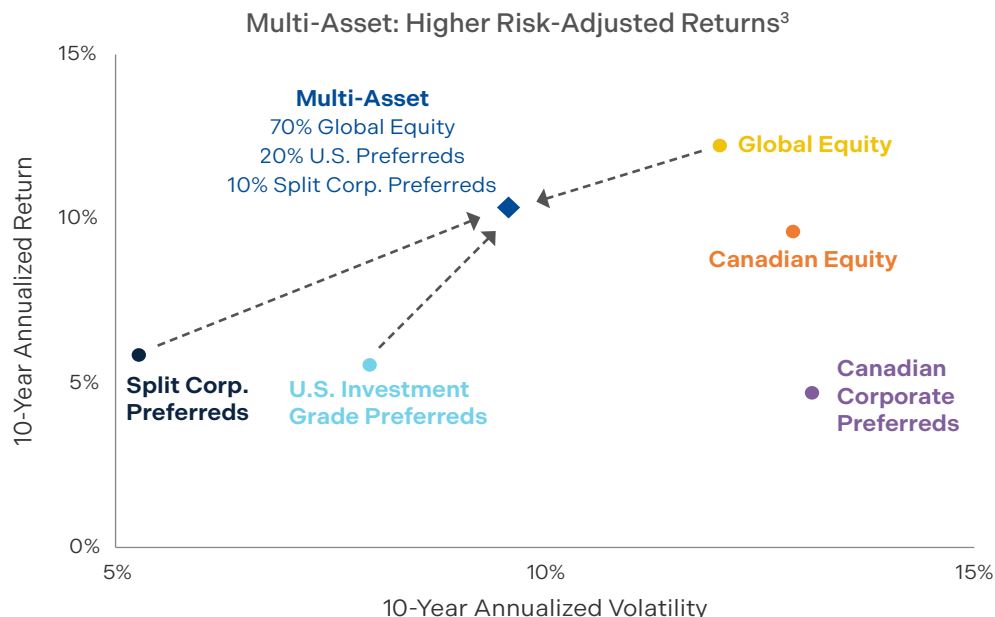 Multi-Asset: Higher Risk-Adjusted Returns³
15%
Multi-Asset
70% Global Equity
20% U.S. Preferreds
10% Split Corp. Preferreds
Global Equity
10-Year Annualized Return
10%
Canadian Equity
5%
Split Corp.
Preferreds
U.S. Investment
Grade Preferreds
Canadian
Corporate
Preferreds
0%
5%
10%
15%
10-Year Annualized Volatility